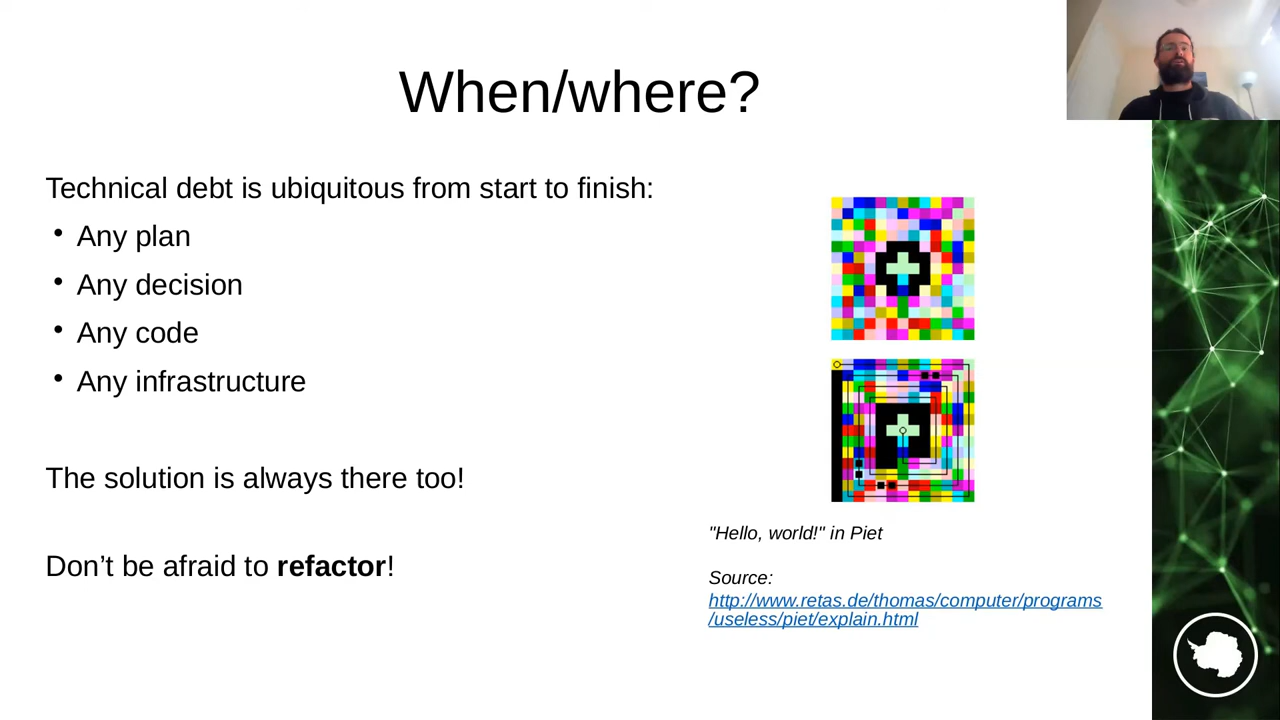 When/where?
Technical debt is ubiquitous from start to finish:
• Any plan
• Any decision
• Any code
• Any infrastructure
The solution is always there too!
Don’t be afraid to refactor!
"Hello, world!" in Piet
Source:
http://www.retas.de/thomas/computer/programs
/useless/piet/explain.html